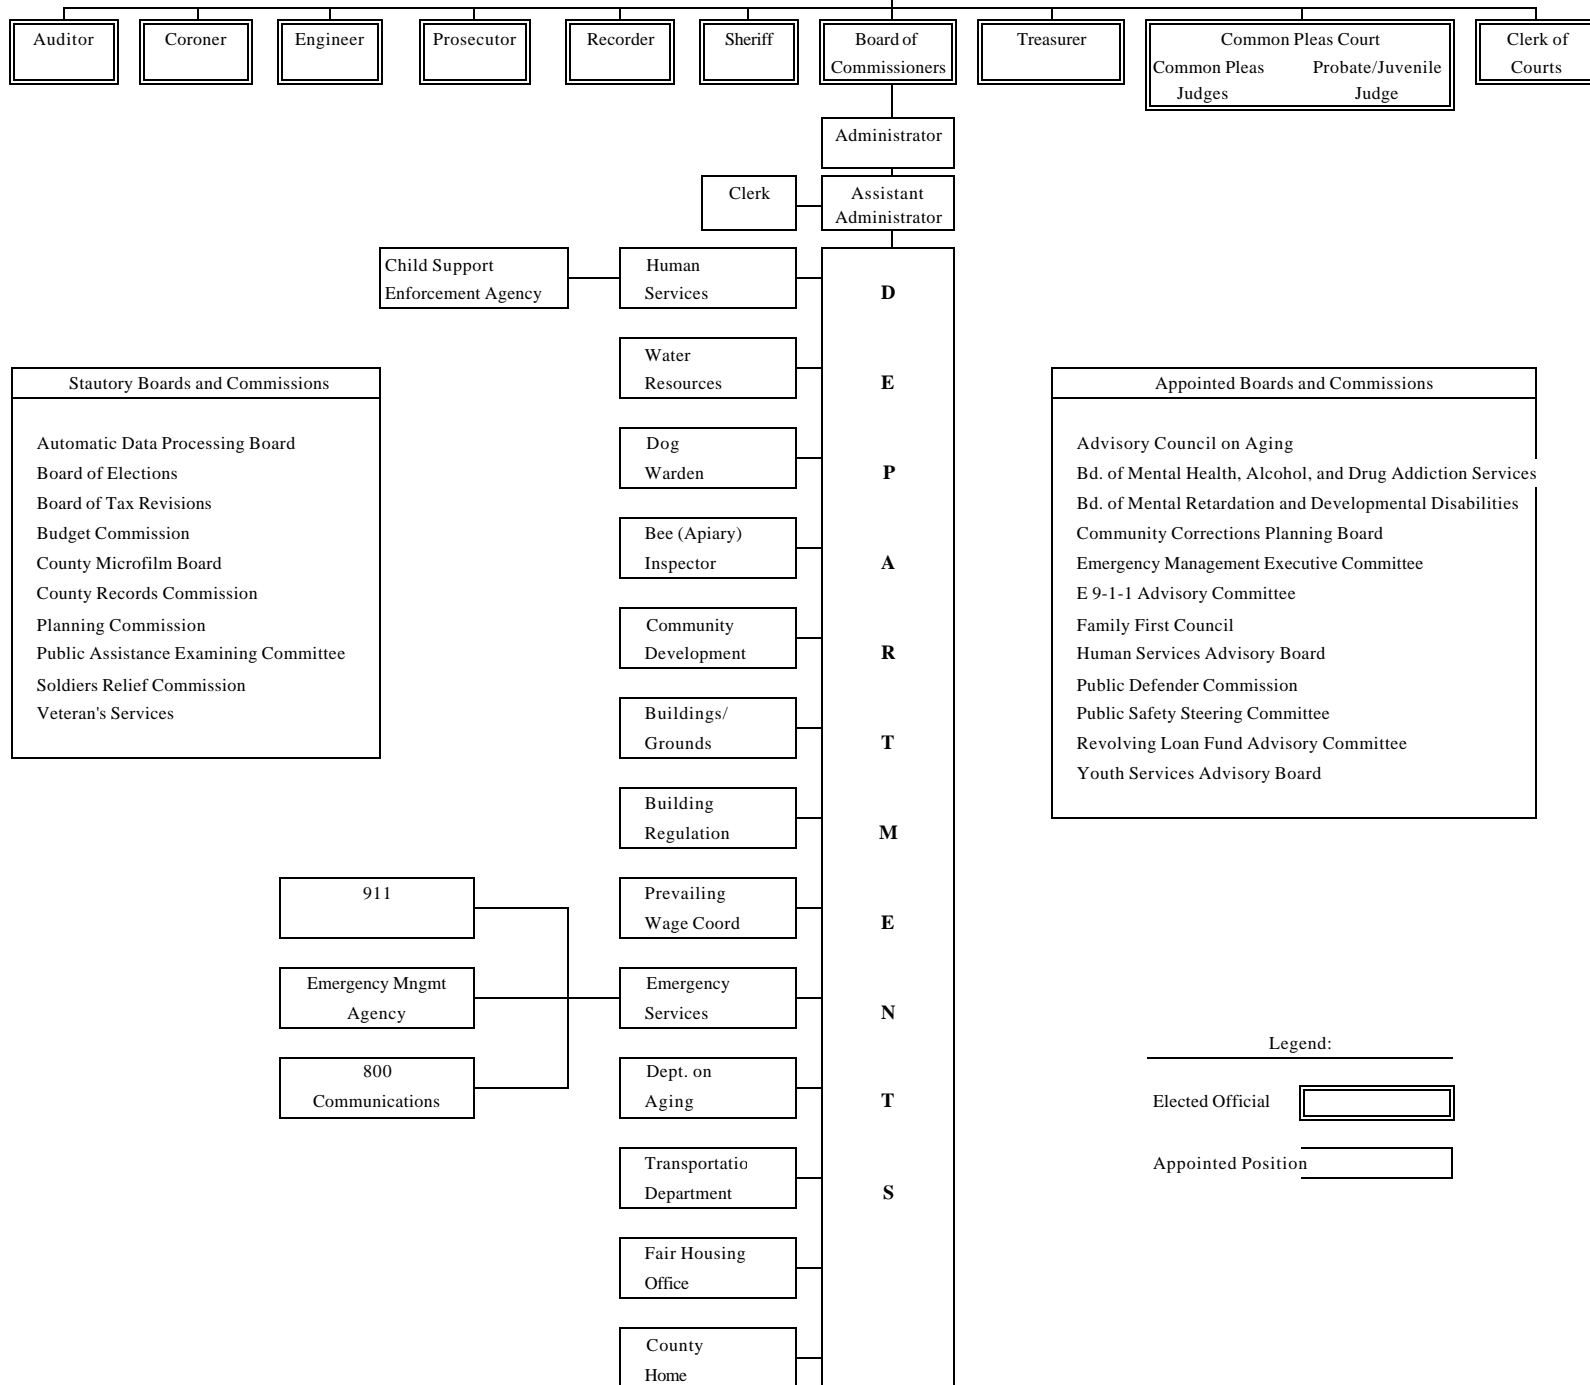 Auditor
Coroner
Engineer
Prosecutor
Recorder
Sheriff
Board of
Commissioners
Treasurer
Common Pleas Court
Common Pleas
Judges
Probate/Juvenile
Judge
Clerk of
Courts
Administrator
Clerk
Assistant
Administrator
Child Support
Enforcement Agency
Human
Services
Water
Resources
Dog
Warden
Bee (Apiary)
Inspector
Community
Development
Buildings/
Grounds
Building
Regulation
Prevailing
Wage Coord
Emergency
Services
Dept. on
Aging
Transportatio
Department
Fair Housing
Office
County
Home
D
E
P
A
R
T
M
E
N
T
S
911
Emergency Mngmt
Agency
800
Communications
Stautory Boards and Commissions
Automatic Data Processing Board
Board of Elections
Board of Tax Revisions
Budget Commission
County Microfilm Board
County Records Commission
Planning Commission
Public Assistance Examining Committee
Soldiers Relief Commission
Veteran's Services
Appointed Boards and Commissions
Advisory Council on Aging
Bd. of Mental Health, Alcohol, and Drug Addiction Services
Bd. of Mental Retardation and Developmental Disabilities
Community Corrections Planning Board
Emergency Management Executive Committee
E 9-1-1 Advisory Committee
Family First Council
Human Services Advisory Board
Public Defender Commission
Public Safety Steering Committee
Revolving Loan Fund Advisory Committee
Youth Services Advisory Board
Legend:
Elected Official
Appointed Position